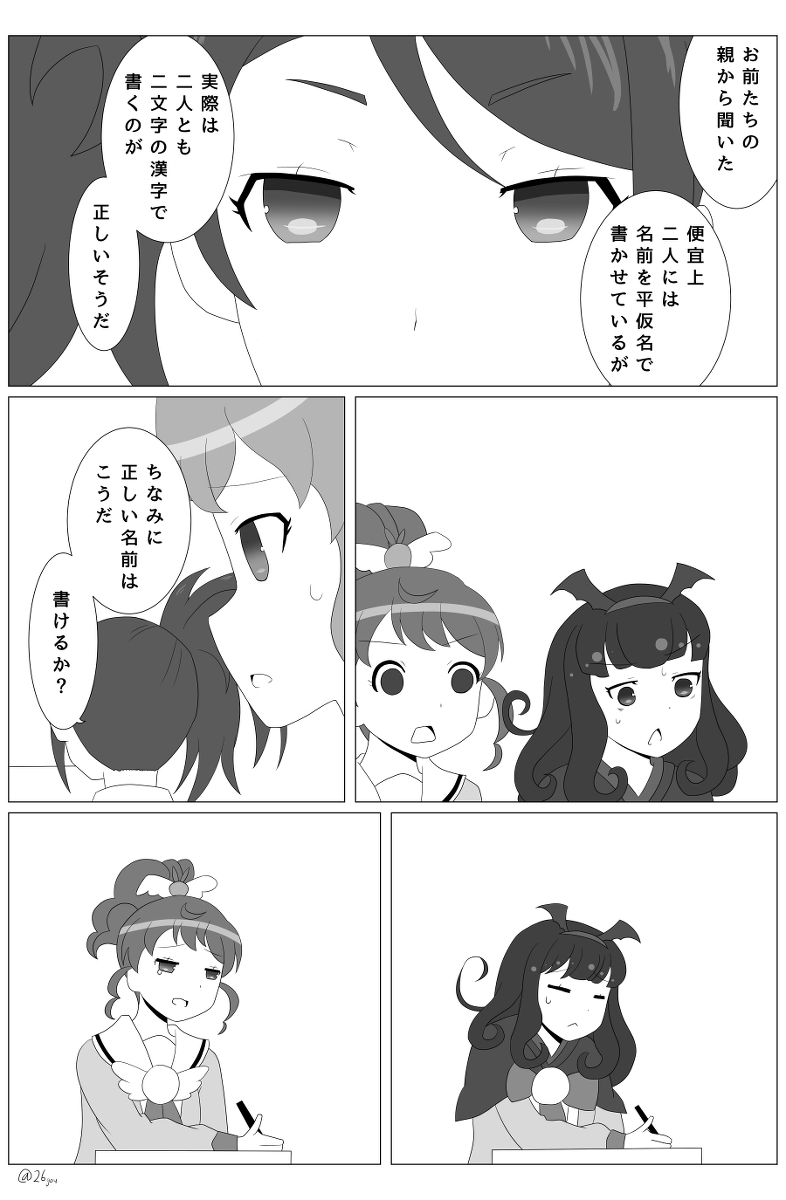 お前たちの
親から聞いた
便宜上
二人には
名前を平仮名で
書かせているが
実際は
二人とも
二文字の漢字で
書くのが
正しいそうだ
ちなみに
正しい名前は
こうだ
書けるか？
@26gou